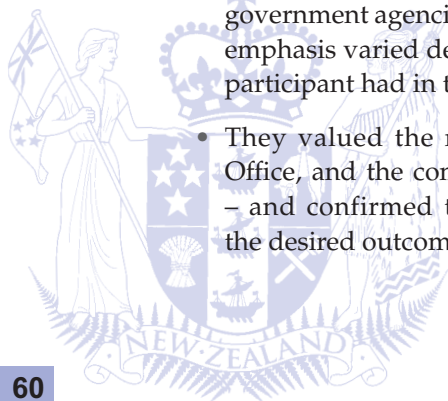 government agenci
emphasis varied de
participant had in t
• They valued the r
Office, and the con
– and confirmed t
the desired outcom
NEW·ZEALAND
60